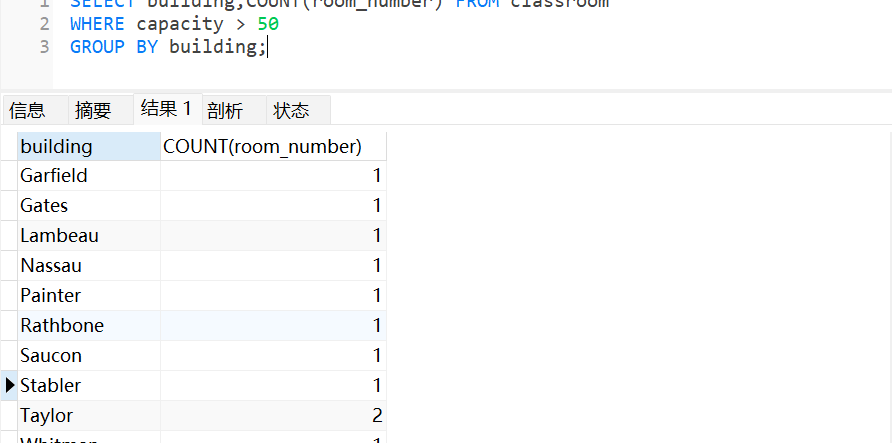 1 SELECT building,COUNT(room_number) FROM classroom
2 WHERE capacity > 50
3 GROUP BY building;
信息 摘要 结果 1 剖析 状态
building COUNT(room_number)
Garfield 1
Gates 1
Lambeau 1
Nassau 1
Painter 1
Rathbone 1
Saucon 1
Stabler 1
Taylor 2
Whitman 1